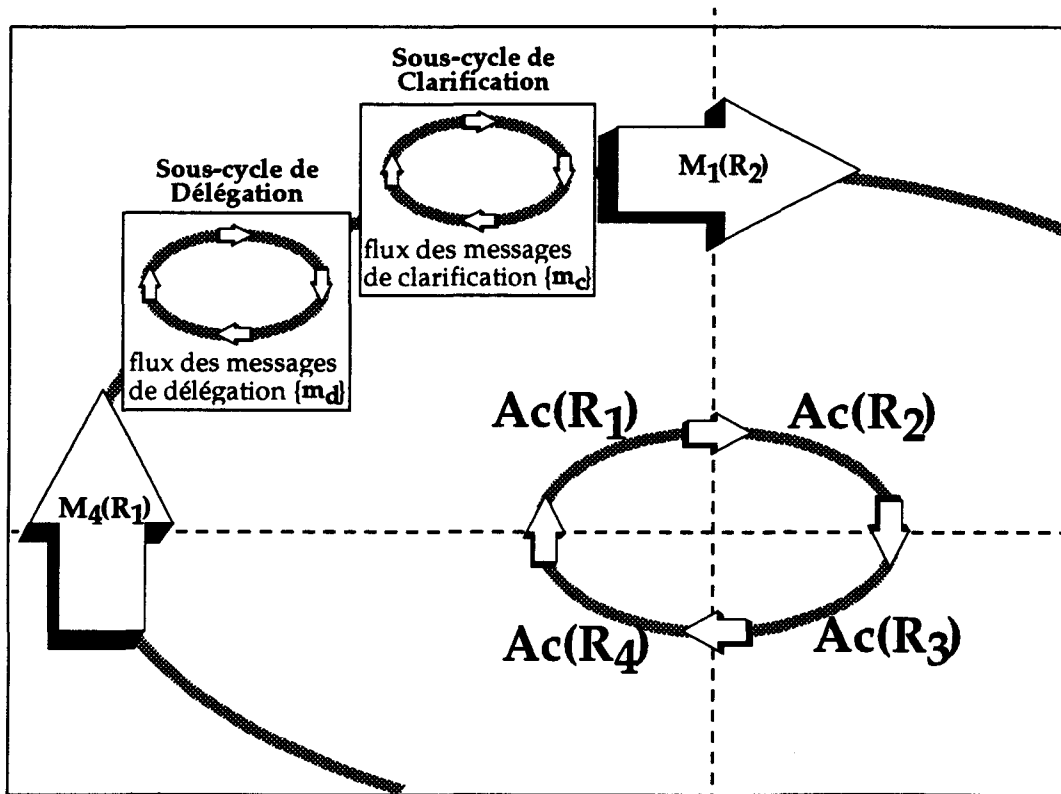 Sous-cycle de
Clarification
M1(R2)
Sous-cycle de
Délégation
flux des messages
de clarification {mc}
flux des messages
de délégation {md}
Ac(R1)
Ac(R2)
M4(R1)
Ac(R4)
Ac(R3)